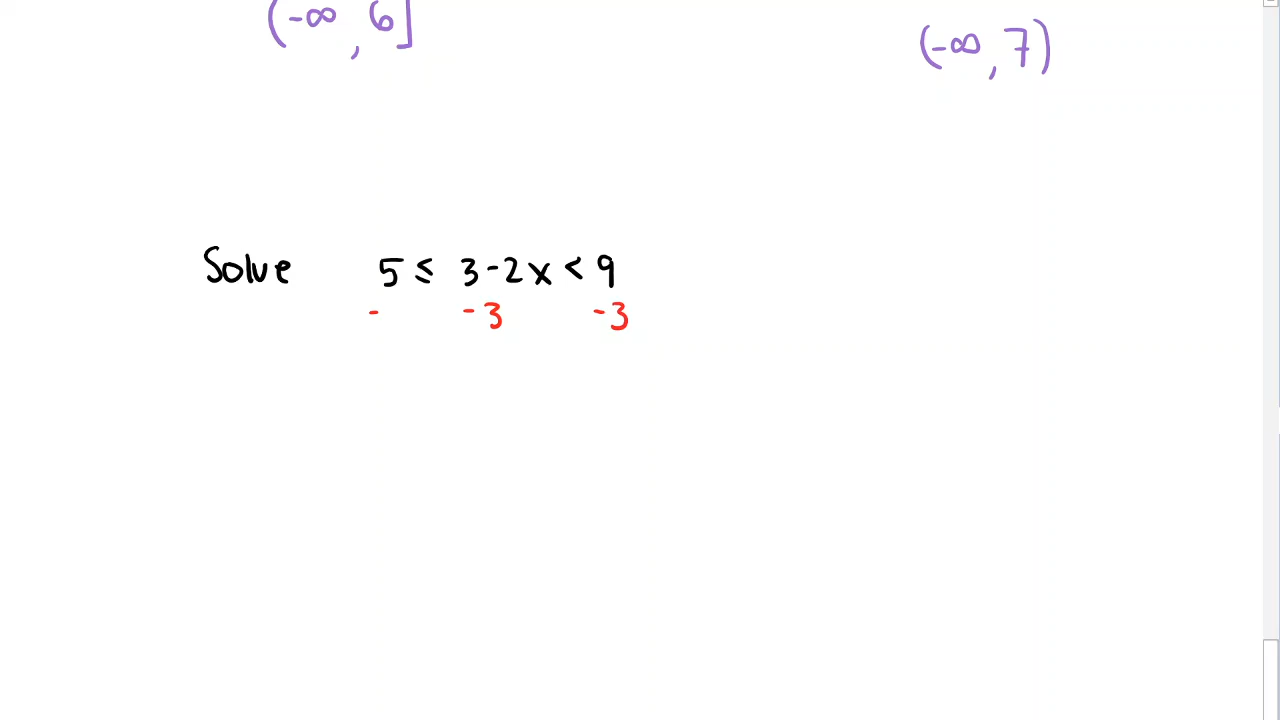 (-∞, 6]
(-∞, 7)
Solve 5 ≤ 3-2x < 9
- -3 -3